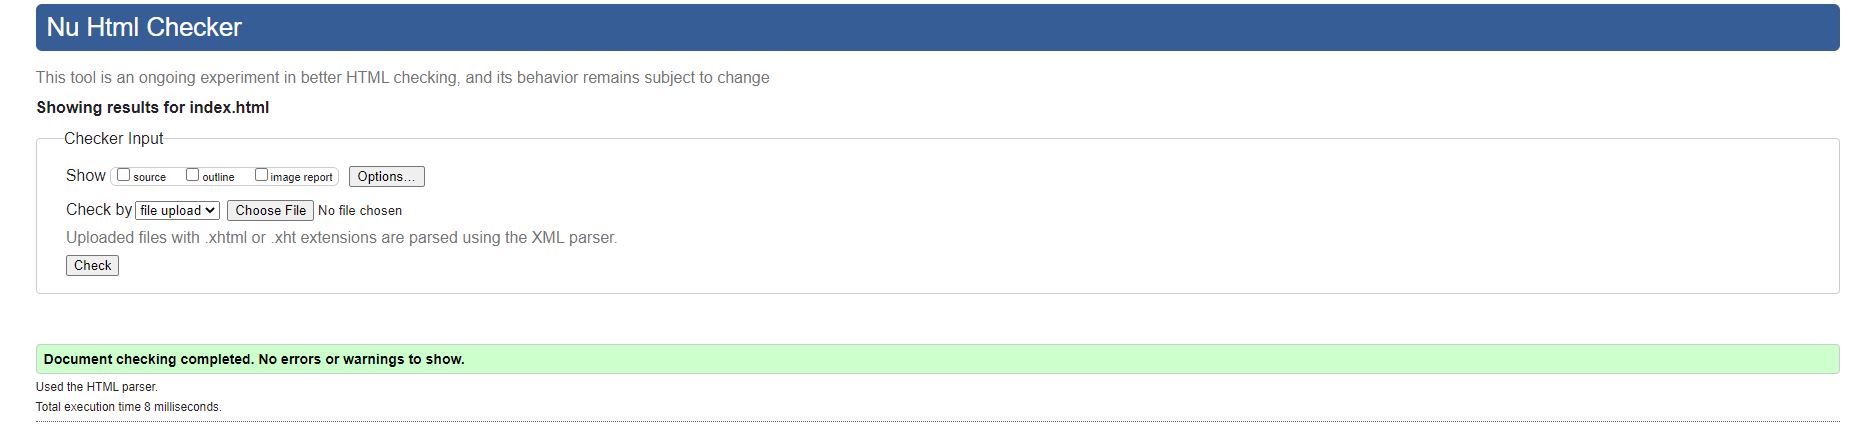 Nu Html Checker
This tool is an ongoing experiment in better HTML checking, and its behavior remains subject to change
Showing results for index.html
Checker Input
Show source outline image report Options...
Check by file upload Choose File No file chosen
Uploaded files with .xhtml or .xht extensions are parsed using the XML parser.
Check
Document checking completed. No errors or warnings to show.
Used the HTML parser.
Total execution time 8 milliseconds.